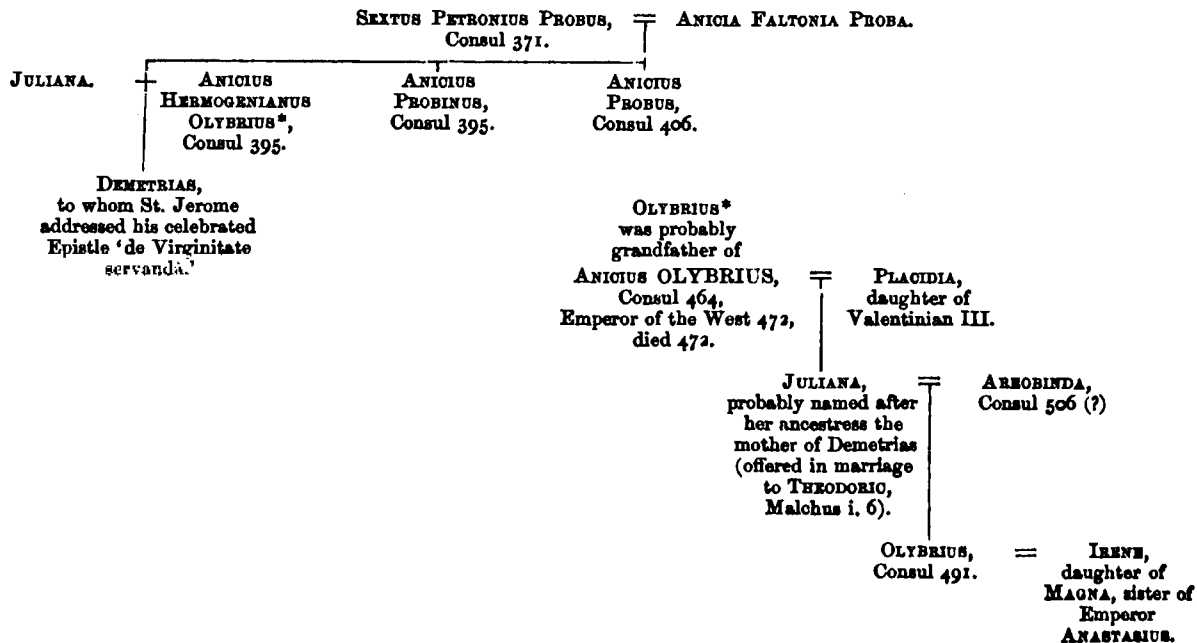 SEXTUS PETRONIUS PROBUS, = ANICIA FALTONIA PROBA.
Consul 371.
JULIANA.
ANICIUS
HERMOGENIANUS
OLYBRIUS*,
Consul 395.
ANICIUS
PROBINUS,
Consul 395.
ANICIUS
PROBUS,
Consul 406.
DEMETRIAS,
to whom St. Jerome
addressed his celebrated
Epistle ‘de Virginitate
servandâ.’
OLYBRIUS*
was probably
grandfather of
ANICIUS OLYBRIUS,
Consul 464,
Emperor of the West 472,
died 472.
=
PLACIDIA,
daughter of
Valentinian III.
JULIANA,
probably named after
her ancestress the
mother of Demetrias
(offered in marriage
to THEODORIC,
Malchus i. 6).
=
AREOBINDA,
Consul 506 (?)
OLYBRIUS,
Consul 491.
=
IRENE,
daughter of
MAGNA, sister of
Emperor
ANASTASIUS.